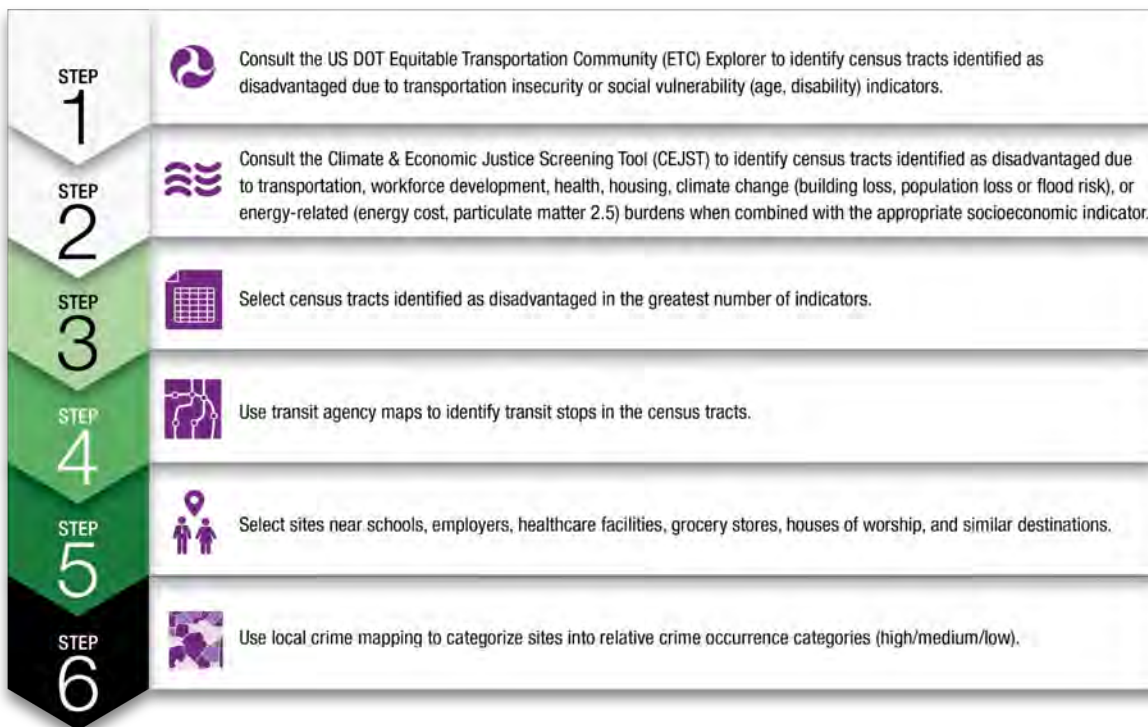 STEP
1
Consult the US DOT Equitable Transportation Community (ETC) Explorer to identify census tracts identified as
disadvantaged due to transportation insecurity or social vulnerability (age, disability) indicators.
STEP
2
Consult the Climate & Economic Justice Screening Tool (CEJST) to identify census tracts identified as disadvantaged due
to transportation, workforce development, health, housing, climate change (building loss, population loss or flood risk), or
energy-related (energy cost, particulate matter 2.5) burdens when combined with the appropriate socioeconomic indicator.
STEP
3
Select census tracts identified as disadvantaged in the greatest number of indicators.
STEP
4
Use transit agency maps to identify transit stops in the census tracts.
STEP
5
Select sites near schools, employers, healthcare facilities, grocery stores, houses of worship, and similar destinations.
STEP
6
Use local crime mapping to categorize sites into relative crime occurrence categories (high/medium/low).